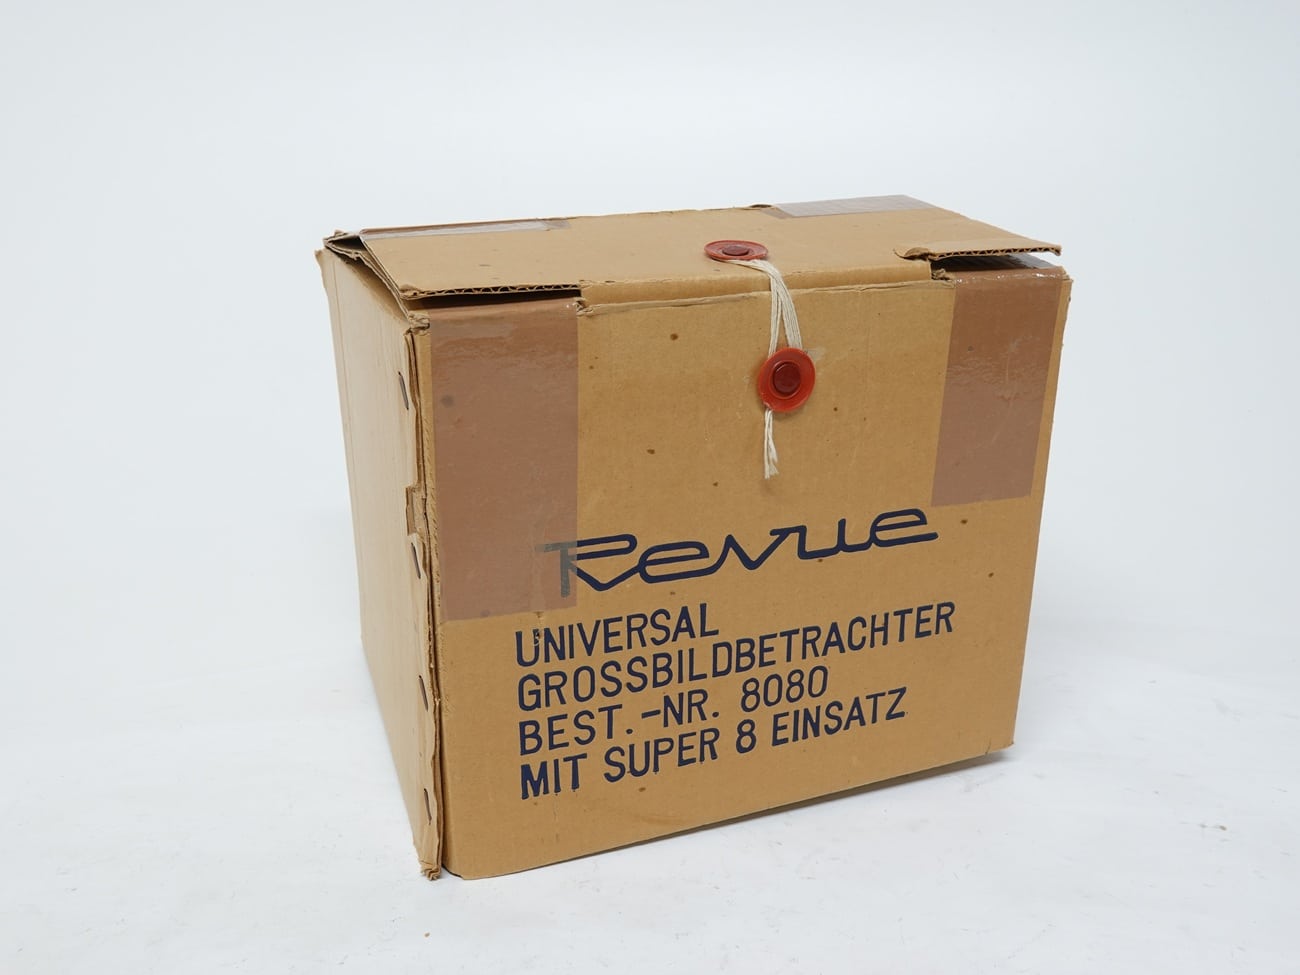 Revue
UNIVERSAL
GROSSBILDBETRACHTER
BEST.-NR. 8080
MIT SUPER 8 EINSATZ